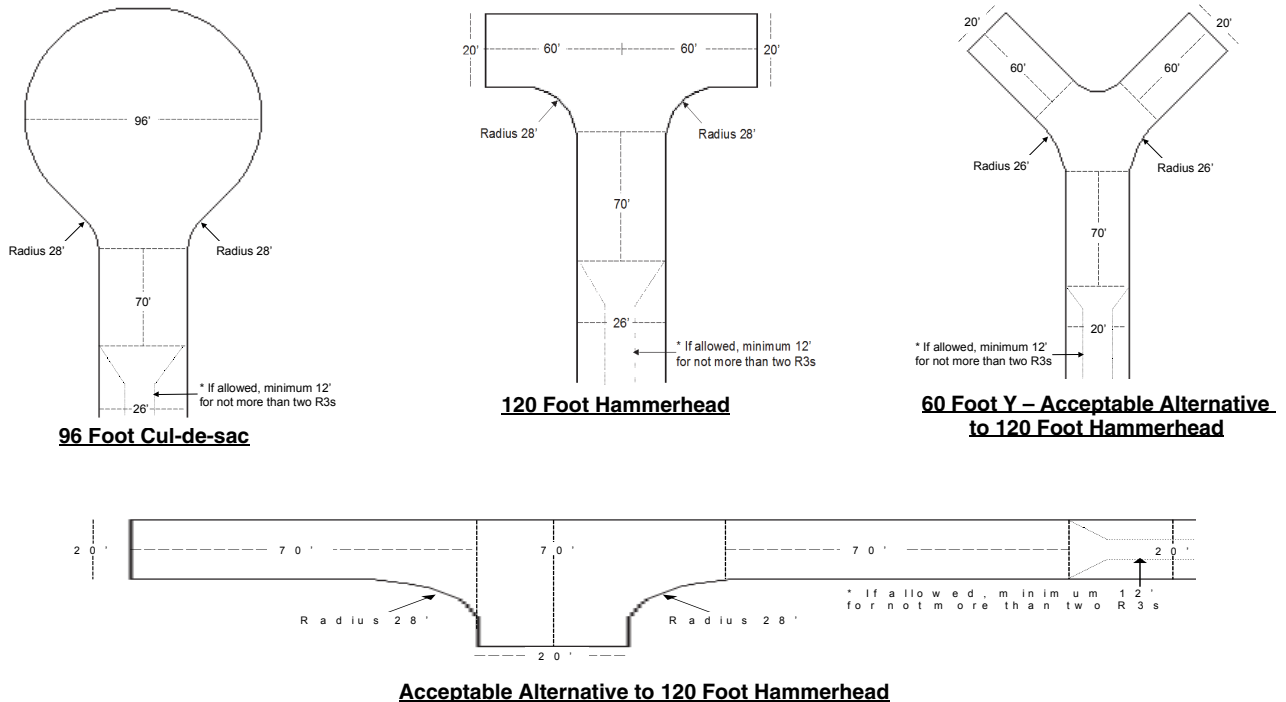 96'
Radius 28'
Radius 28'
70'
* If allowed, minimum 12'
for not more than two R3s
26'
96 Foot Cul-de-sac
20'
60'
60'
20'
Radius 28'
Radius 28'
70'
26'
* If allowed, minimum 12'
for not more than two R3s
120 Foot Hammerhead
20'
20'
60'
60'
Radius 26'
Radius 26'
70'
20'
* If allowed, minimum 12'
for not more than two R3s
60 Foot Y – Acceptable Alternative
to 120 Foot Hammerhead
20'
70'
70'
70'
20'
Radius 28'
Radius 28'
* If allowed, minimum 12'
for not more than two R3s
20'
Acceptable Alternative to 120 Foot Hammerhead